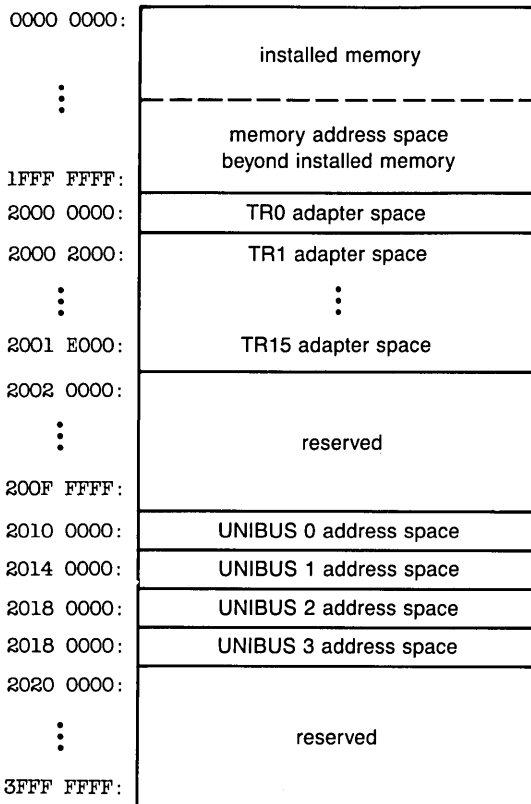 0000 0000:
installed memory
memory address space
beyond installed memory
1FFF FFFF:
2000 0000: TR0 adapter space
2000 2000: TR1 adapter space
2001 E000: TR15 adapter space
2002 0000:
reserved
200F FFFF:
2010 0000: UNIBUS 0 address space
2014 0000: UNIBUS 1 address space
2018 0000: UNIBUS 2 address space
2018 0000: UNIBUS 3 address space
2020 0000:
reserved
3FFF FFFF: